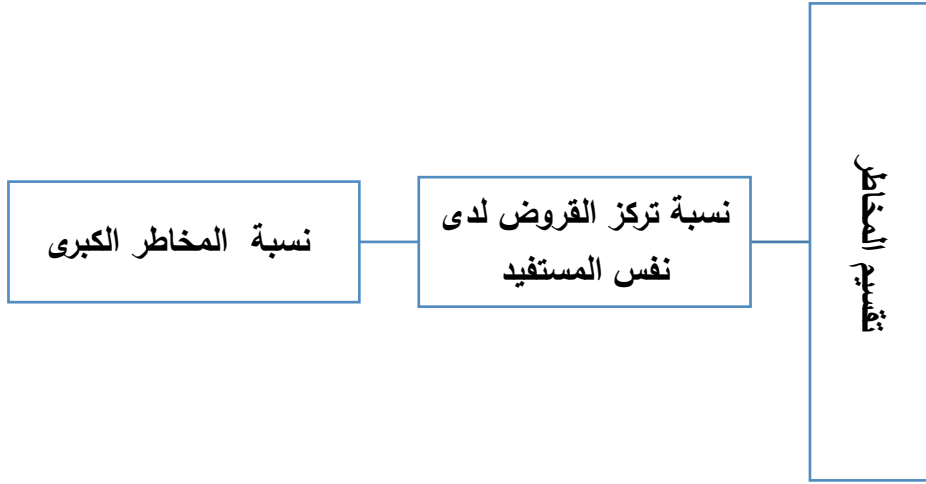 تقسيم المخاطر
نسبة تركز القروض لدى
نفس المستفيد
نسبة المخاطر الكبرى